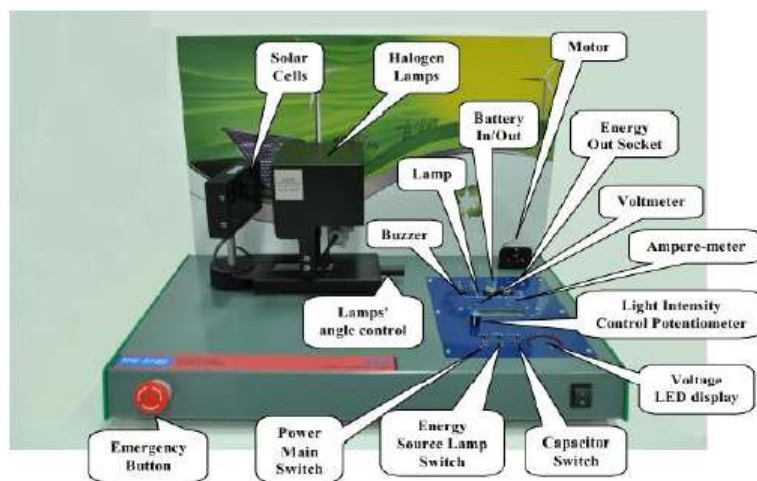 Solar
Cells
Halogen
Lamps
Motor
Battery
In/Out
Energy
Out Socket
Lamp
Voltmeter
Buzzer
Ampere-meter
Lamps'
angle control
Light Intensity
Control Potentiometer
Voltage
LED display
Emergency
Button
Power
Main
Switch
Energy
Source Lamp
Switch
Capacitor
Switch